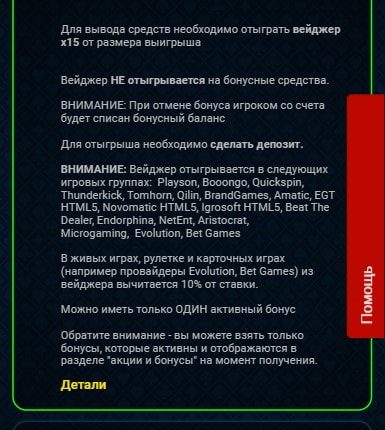 Для вывода средств необходимо отыграть вейджер
x15 от размера выигрыша
Вейджер НЕ отыгрывается на бонусные средства.
ВНИМАНИЕ: При отмене бонуса игроком со счета
будет списан бонусный баланс
Для отыгрыша необходимо сделать депозит.
ВНИМАНИЕ: Вейджер отыгрывается в следующих
игровых группах: Playson, Booongo, Quickspin,
Thunderkick, Tomhorn, Qilin, BrandGames, Amatic, EGT
HTML5, Novomatic HTML5, Igrosoft HTML5, Beat The
Dealer, Endorphina, NetEnt, Aristocrat,
Microgaming, Evolution, Bet Games
В живых играх, рулетке и карточных играх
(например провайдеры Evolution, Bet Games) из
вейджера вычитается 10% от ставки.
Можно иметь только ОДИН активный бонус
Обратите внимание - вы можете взять только
бонусы, которые активны и отображаются в
разделе "акции и бонусы" на момент получения.
Детали
Помощь